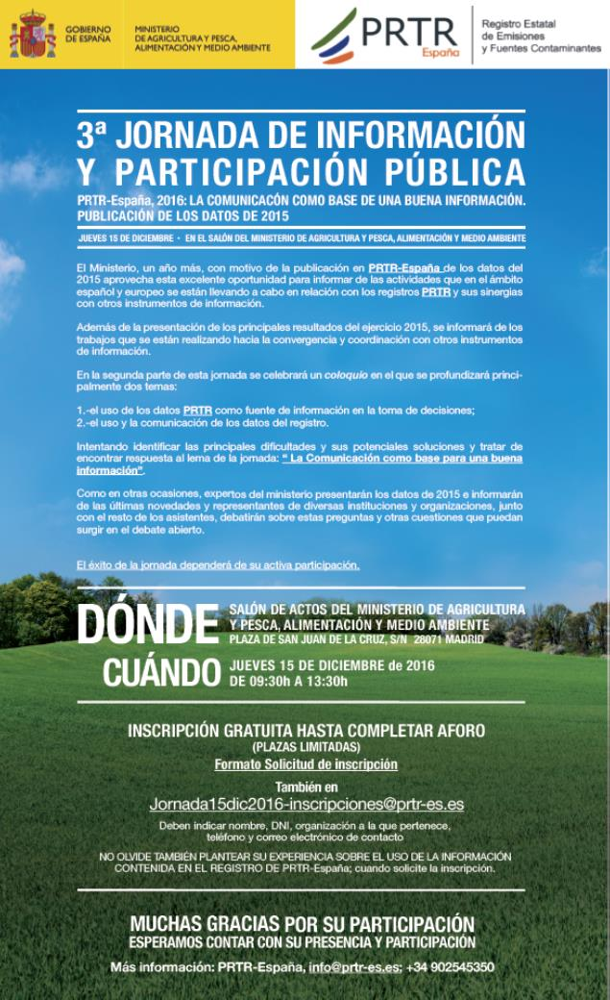 GOBIERNO
DE ESPAÑA
MINISTERIO
DE AGRICULTURA Y PESCA,
ALIMENTACIÓN Y MEDIO AMBIENTE
PRTR
España
Registro Estatal
de Emisiones
y Fuentes Contaminantes
3ª JORNADA DE INFORMACIÓN
Y PARTICIPACIÓN PÚBLICA
PRTR-España, 2016: LA COMUNICACÓN COMO BASE DE UNA BUENA INFORMACIÓN.
PUBLICACIÓN DE LOS DATOS DE 2015
JUEVES 15 DE DICIEMBRE · EN EL SALÓN DEL MINISTERIO DE AGRICULTURA Y PESCA, ALIMENTACIÓN Y MEDIO AMBIENTE
El Ministerio, un año más, con motivo de la publicación en PRTR-España de los datos del
2015 aprovecha esta excelente oportunidad para informar de las actividades que en el ámbito
español y europeo se están llevando a cabo en relación con los registros PRTR y sus sinergias
con otros instrumentos de información.
Además de la presentación de los principales resultados del ejercicio 2015, se informará de los
trabajos que se están realizando hacia la convergencia y coordinación con otros instrumentos
de información.
En la segunda parte de esta jornada se celebrará un coloquio en el que se profundizará princi-
palmente dos temas:
1.-el uso de los datos PRTR como fuente de información en la toma de decisiones;
2.-el uso y la comunicación de los datos del registro.
Intentando identificar las principales dificultades y sus potenciales soluciones y tratar de
encontrar respuesta al lema de la jornada: “ La Comunicación como base para una buena
información”.
Como en otras ocasiones, expertos del ministerio presentarán los datos de 2015 e informarán
de las últimas novedades y representantes de diversas instituciones y organizaciones, junto
con el resto de los asistentes, debatirán sobre estas preguntas y otras cuestiones que puedan
surgir en el debate abierto.
El éxito de la jornada dependerá de su activa participación.
DÓNDE
SALÓN DE ACTOS DEL MINISTERIO DE AGRICULTURA
Y PESCA, ALIMENTACIÓN Y MEDIO AMBIENTE
PLAZA DE SAN JUAN DE LA CRUZ, S/N 28071 MADRID
CUÁNDO
JUEVES 15 DE DICIEMBRE de 2016
DE 09:30h A 13:30h
INSCRIPCIÓN GRATUITA HASTA COMPLETAR AFORO
(PLAZAS LIMITADAS)
Formato Solicitud de inscripción
También en
Jornada15dic2016-inscripciones@prtr-es.es
Deben indicar nombre, DNI, organización a la que pertenece,
teléfono y correo electrónico de contacto
NO OLVIDE TAMBIÉN PLANTEAR SU EXPERIENCIA SOBRE EL USO DE LA INFORMACIÓN
CONTENIDA EN EL REGISTRO DE PRTR-España; cuando solicite la inscripción.
MUCHAS GRACIAS POR SU PARTICIPACIÓN
ESPERAMOS CONTAR CON SU PRESENCIA Y PARTICIPACIÓN
Más información: PRTR-España, info@prtr-es.es; +34 902545350